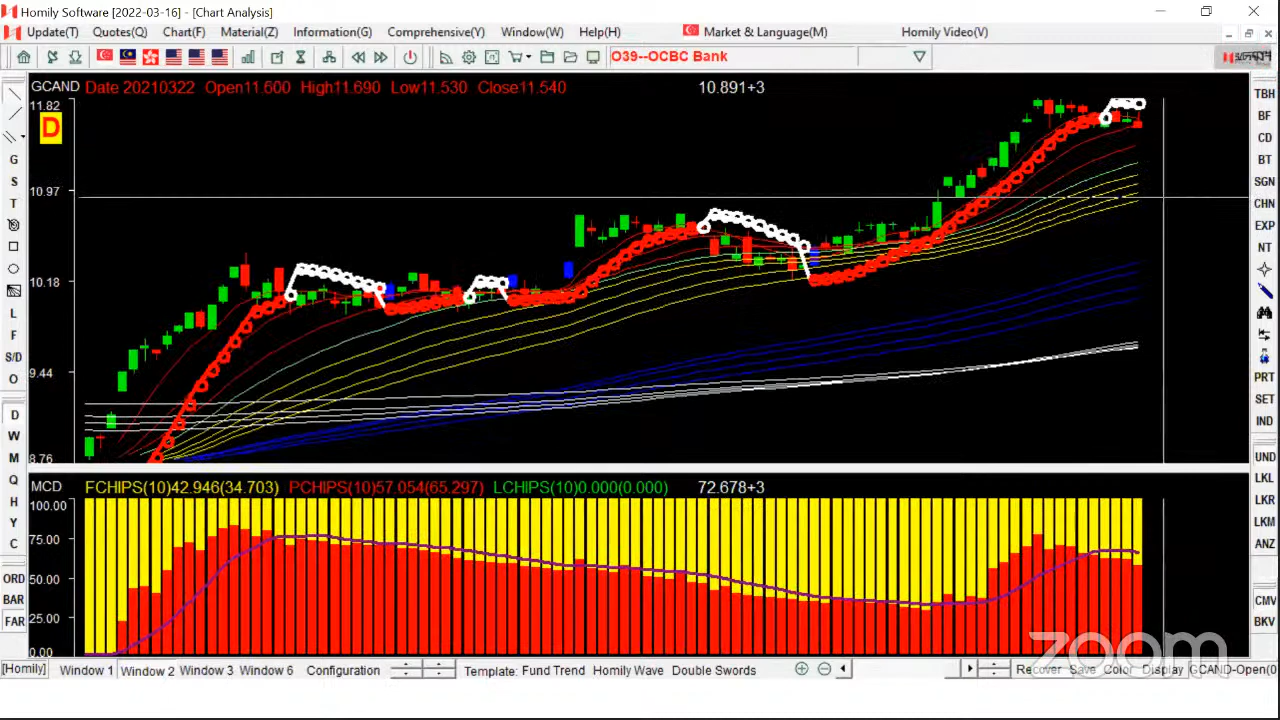 Homily Software [2022-03-16] - [Chart Analysis]
Update(T) Quotes(Q) Chart(F) Material(Z) Information(G) Comprehensive(Y) Window(W) Help(H) Market & Language(M) Homily Video(V)
O39--OCBC Bank
GCAND Date 20210322 Open11.600 High11.690 Low11.530 Close11.540 10.891+3
11.82
D
10.97
10.18
9.44
8.76
MCD FCHIPS(10)42.946(34.703) PCHIPS(10)57.054(65.297) LCHIPS(10)0.000(0.000) 72.678+3
100.00
75.00
50.00
25.00
0.00
G
S
T
L
F
S/D
O
D
W
M
Q
H
Y
C
ORD
BAR
FAR
TBH
BF
CD
BT
SGN
CHN
EXP
NT
PRT
SET
IND
UND
LKL
LKR
LKM
ANZ
CMV
BKV
[Homily] Window 1 Window 2 Window 3 Window 6 Configuration Template: Fund Trend Homily Wave Double Swords Recover Save Color Display GCAND-Open(0
zoom